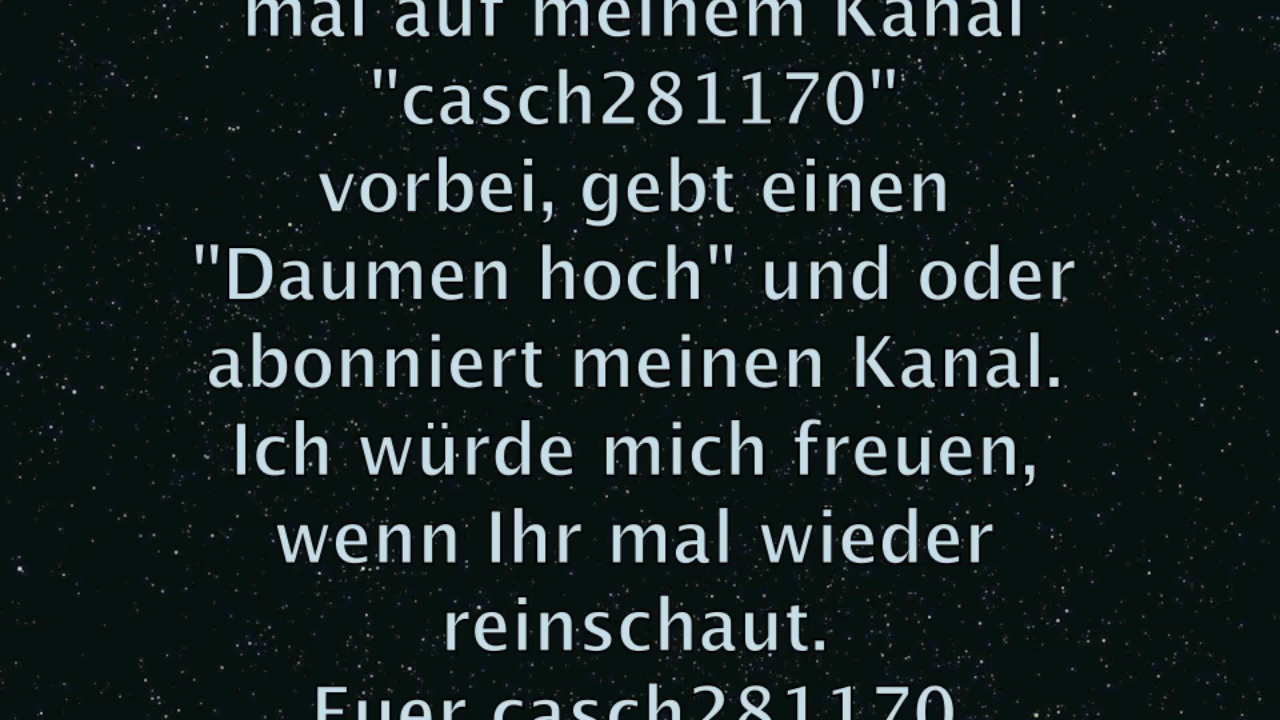 mal auf meinem Kanal
"casch281170"
vorbei, gebt einen
"Daumen hoch" und oder
abonniert meinen Kanal.
Ich würde mich freuen,
wenn Ihr mal wieder
reinschaut.
Euer casch281170